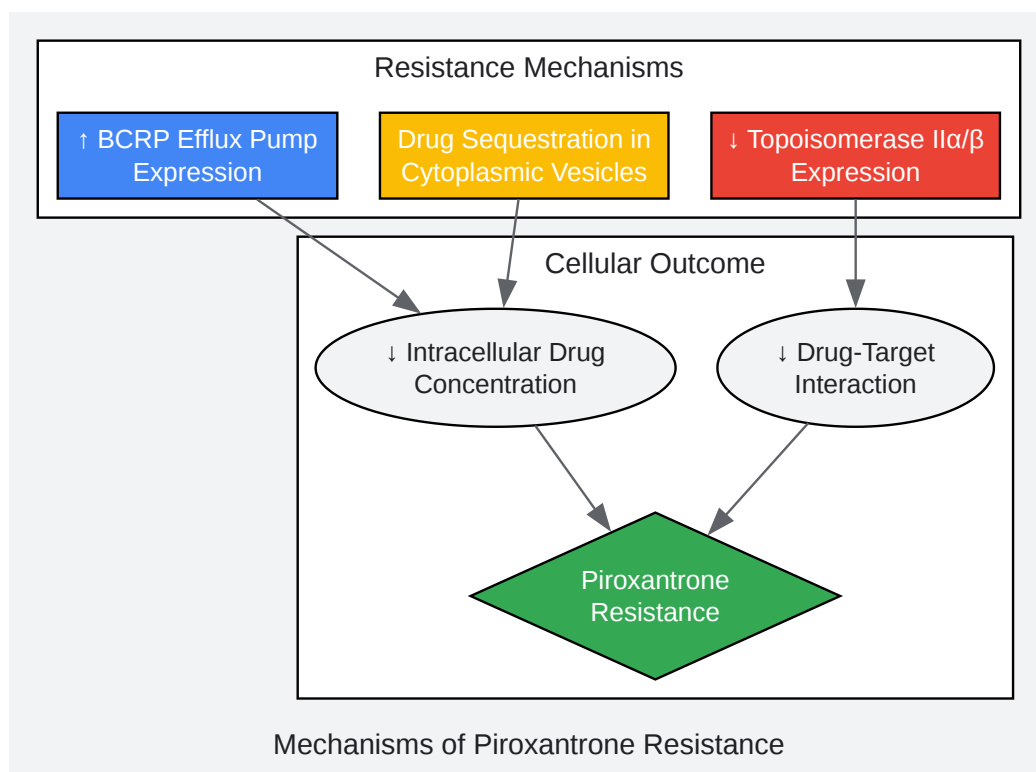 Resistance Mechanisms
↑ BCRP Efflux Pump
Expression
Drug Sequestration in
Cytoplasmic Vesicles
↓ Topoisomerase IIα/β
Expression
Cellular Outcome
↓ Intracellular Drug
Concentration
↓ Drug-Target
Interaction
Piroxantrone
Resistance
Mechanisms of Piroxantrone Resistance